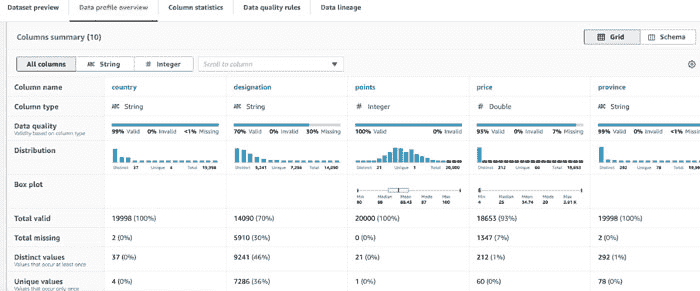 Dataset preview Data profile overview Column statistics Data quality rules Data lineage
Columns summary (10) Grid Schema
All columns ABC String # Integer Scroll to column
Column name country designation points price province
Column type ABC String ABC String # Integer # Double ABC String
Data quality
Validity based on column type
99% Valid 0% Invalid <1% Missing 70% Valid 0% Invalid 30% Missing 100% Valid 0% Invalid 93% Valid 0% Invalid 7% Missing 99% Valid 0% Invalid <1% Missing
Distribution
Distinct 37 Unique 4 Total 19,998 Distinct 9,241 Unique 7,286 Total 14,090 Distinct 21 Unique 1 Total 20,000 Distinct 212 Unique 60 Total 18,653 Distinct 292 Unique 78 Total 19,99
Box plot
Min Median Mean Mode Max Min Median Mean Mode Max
80 88 88.43 87 100 4 25 34.74 20 2.01 K
Total valid 19998 (100%) 14090 (70%) 20000 (100%) 18653 (93%) 19998 (100%)
Total missing 2 (0%) 5910 (30%) 0 (0%) 1347 (7%) 2 (0%)
Distinct values 37 (0%) 9241 (46%) 21 (0%) 212 (1%) 292 (1%)
Values that occur at least once
Unique values 4 (0%) 7286 (36%) 1 (0%) 60 (0%) 78 (0%)
Values that occur only once